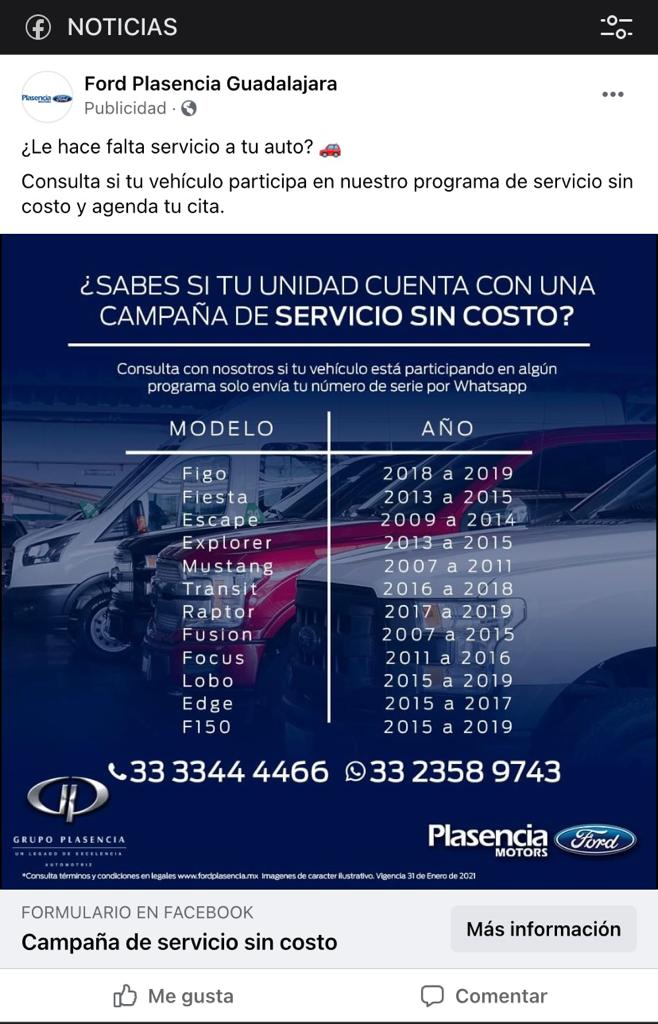 NOTICIAS
Ford Plasencia Guadalajara
Plasencia Ford
Publicidad ·
¿Le hace falta servicio a tu auto? 🚗
Consulta si tu vehículo participa en nuestro programa de servicio sin
costo y agenda tu cita.
¿SABES SI TU UNIDAD CUENTA CON UNA
CAMPAÑA DE SERVICIO SIN COSTO?
Consulta con nosotros si tu vehículo está participando en algún
programa solo envía tu número de serie por Whatsapp
MODELO AÑO
Figo 2018 a 2019
Fiesta 2013 a 2015
Escape 2009 a 2014
Explorer 2013 a 2015
Mustang 2007 a 2011
Transit 2016 a 2018
Raptor 2017 a 2019
Fusion 2007 a 2015
Focus 2011 a 2016
Lobo 2015 a 2019
Edge 2015 a 2017
F150 2015 a 2019
33 3344 4466 33 2358 9743
GRUPO PLASENCIA
UN LEGADO DE EXCELENCIA
AUTOMOTRIZ
Plasencia
MOTORS
Ford
*Consulta términos y condiciones en legales www.fordplasencia.mx Imagenes de caracter ilustrativo. Vigencia 31 de Enero de 2021
FORMULARIO EN FACEBOOK
Campaña de servicio sin costo
Más información
Me gusta
Comentar